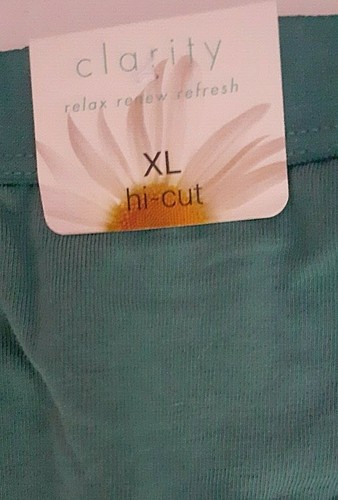 clarity
relax renew refresh
XL
hi-cut